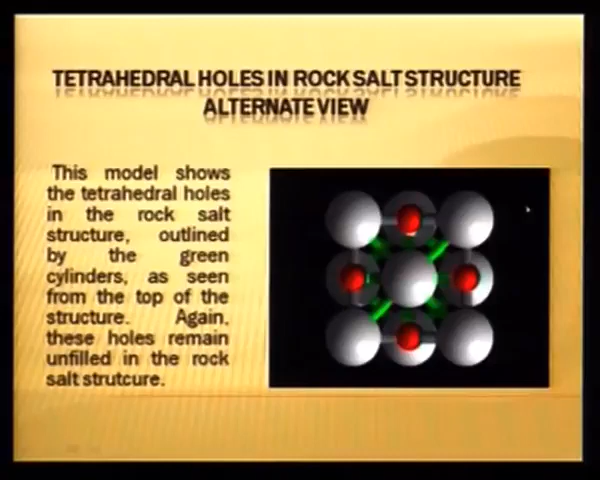 TETRAHEDRAL HOLES IN ROCK SALT STRUCTURE
ALTERNATE VIEW
This model shows
the tetrahedral holes
in the rock salt
structure, outlined
by the green
cylinders, as seen
from the top of the
structure. Again,
these holes remain
unfilled in the rock
salt strutcure.